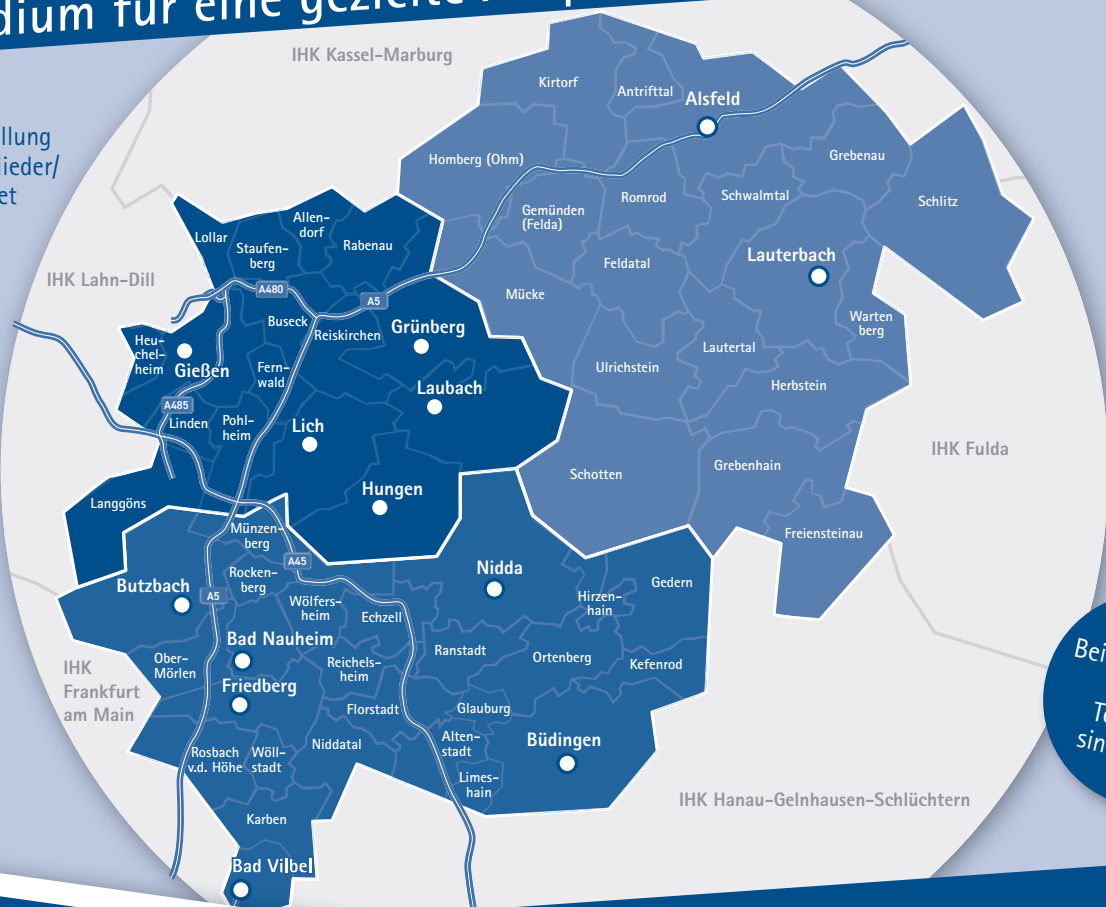 dium für eine gezielte
IHK Kassel-Marburg
Kirtorf
Antrifttal
Alsfeld
llung
lieder/
et
Homberg (Ohm)
Grebenau
Romrod
Schwalmtal
Schlitz
Gemünden
(Felda)
Allen-
dorf
Lollar
Staufen-
berg
Rabenau
Feldatal
Lauterbach
IHK Lahn-Dill
A480
A5
Mücke
Buseck
Reiskirchen
Grünberg
Warten
berg
Heu-
chel-
heim
Gießen
Fern-
wald
Lautertal
Ulrichstein
Herbstein
Laubach
A485
Linden
Pohl-
heim
Lich
IHK Fulda
Grebenhain
Schotten
Hungen
Langgöns
Freiensteinau
Münzen-
berg
A45
Nidda
Butzbach
A5
Rocken-
berg
Gedern
Hirzen-
hain
Wölfers-
heim
Echzell
Bad Nauheim
Ranstadt
Ortenberg
Kefenrod
Ober-
Mörlen
Reichels-
heim
IHK
Frankfurt
am Main
Friedberg
Florstadt
Glauburg
Bei
sin
Alten-
stadt
Büdingen
Niddatal
Rosbach
v.d. Höhe
Wöll-
stadt
Limes-
hain
IHK Hanau-Gelnhausen-Schlüchtern
Karben
Bad Vilbel